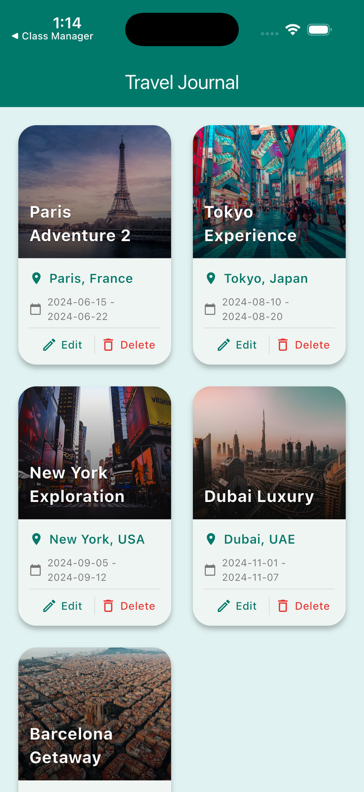 1:14
◀ Class Manager
Travel Journal
Paris
Adventure 2
Paris, France
2024-06-15 -
2024-06-22
Edit
Delete
Tokyo
Experience
Tokyo, Japan
2024-08-10 -
2024-08-20
Edit
Delete
New York
Exploration
New York, USA
2024-09-05 -
2024-09-12
Edit
Delete
Dubai Luxury
Dubai, UAE
2024-11-01 -
2024-11-07
Edit
Delete
Barcelona
Getaway